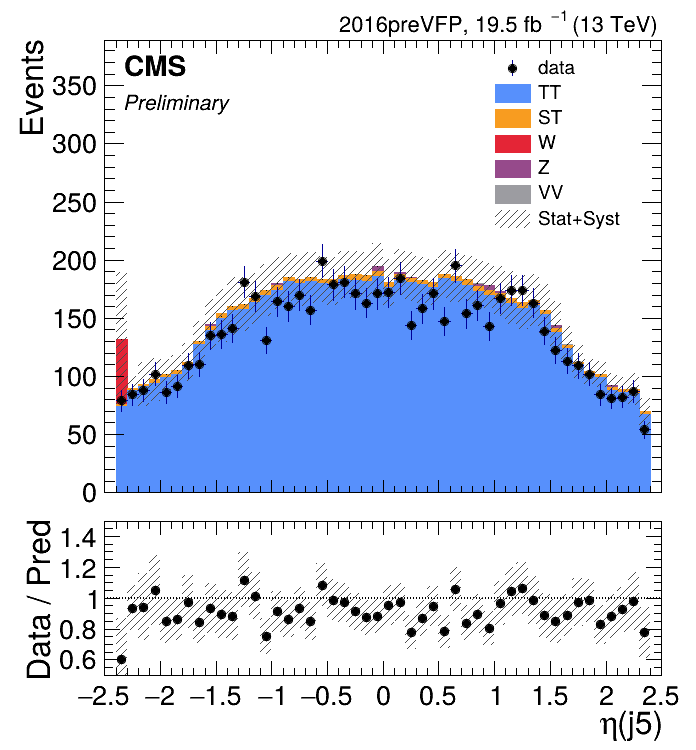 2016preVFP, 19.5 fb⁻¹ (13 TeV)
CMS
Preliminary
data
TT
ST
W
Z
VV
Stat+Syst
Events
350
300
250
200
150
100
50
0
Data / Pred
1.4
1.2
1
0.8
0.6
−2.5 −2 −1.5 −1 −0.5 0 0.5 1 1.5 2 2.5
η(j5)